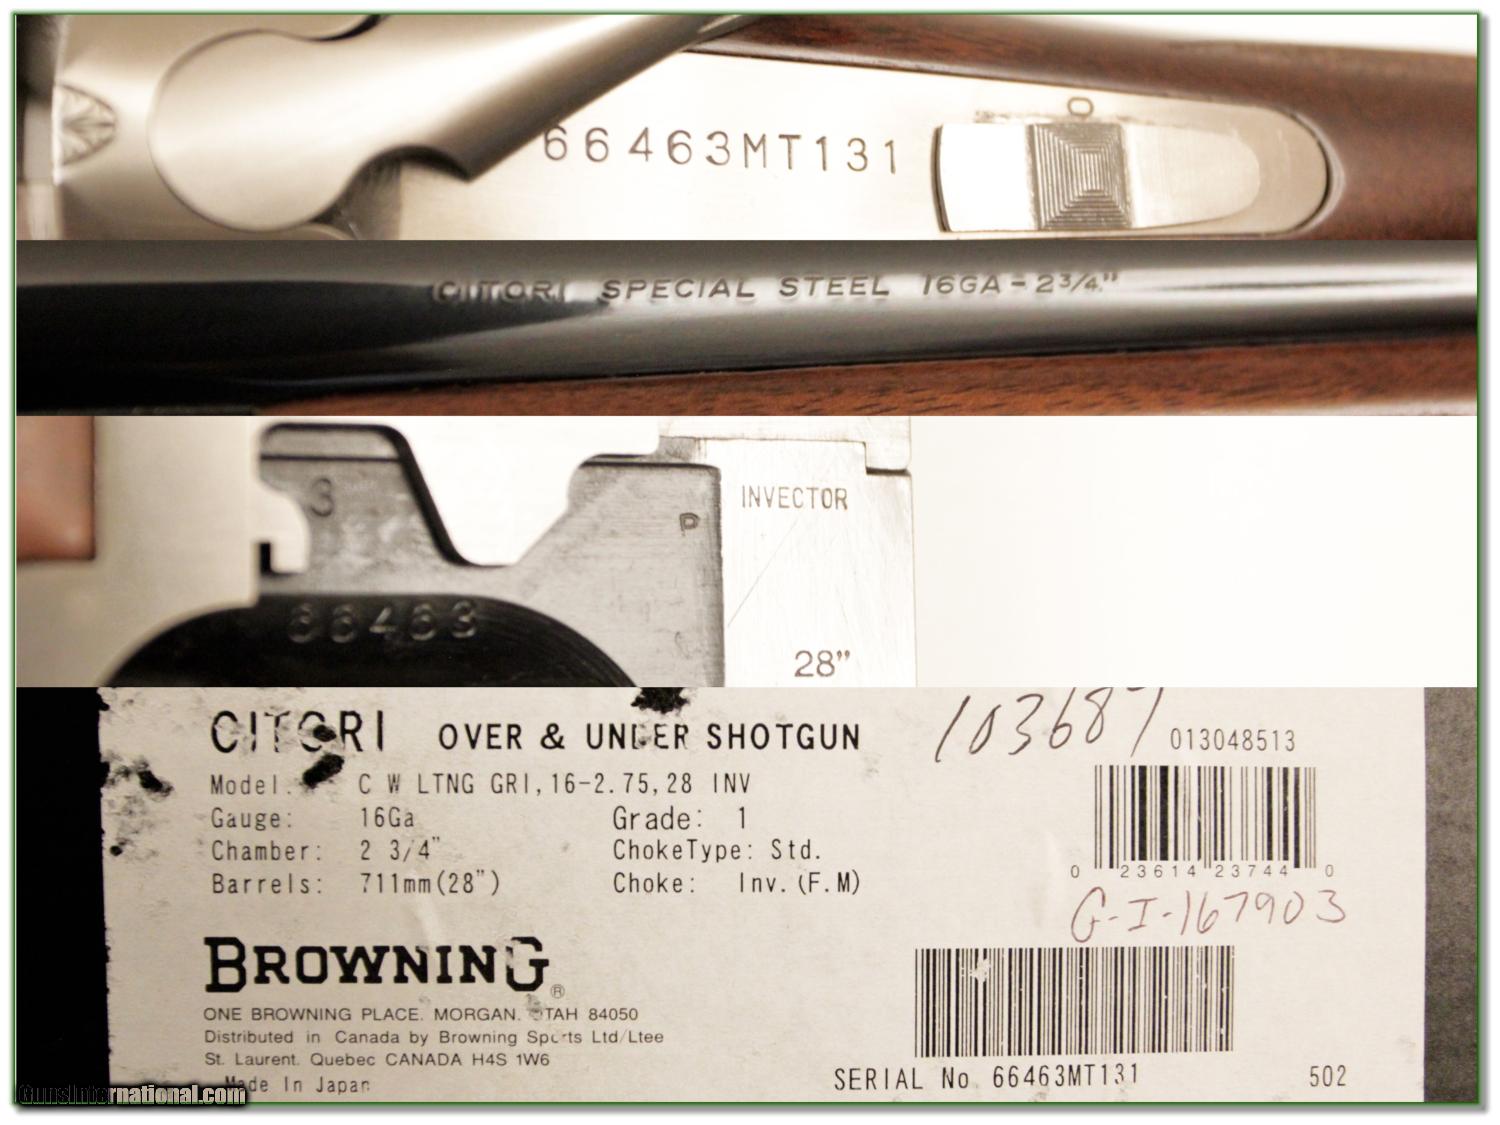 O
66463MT131
CITORI SPECIAL STEEL 16GA-2 3/4"
3
P
INVECTOR
66463
28"
CITORI OVER & UNDER SHOTGUN
103687
013048513
Model. C W LTNG GRI,16-2.75,28 INV
Gauge: 16Ga Grade: 1
Chamber: 2 3/4" ChokeType: Std.
Barrels: 711mm(28") Choke: Inv.(F.M)
0 23614 23744 0
G-I-167903
BROWNING®
ONE BROWNING PLACE. MORGAN. UTAH 84050
Distributed in Canada by Browning Sports Ltd/Ltee
St. Laurent. Quebec CANADA H4S 1W6
Made In Japan
SERIAL No. 66463MT131
502
GunsInternational.com